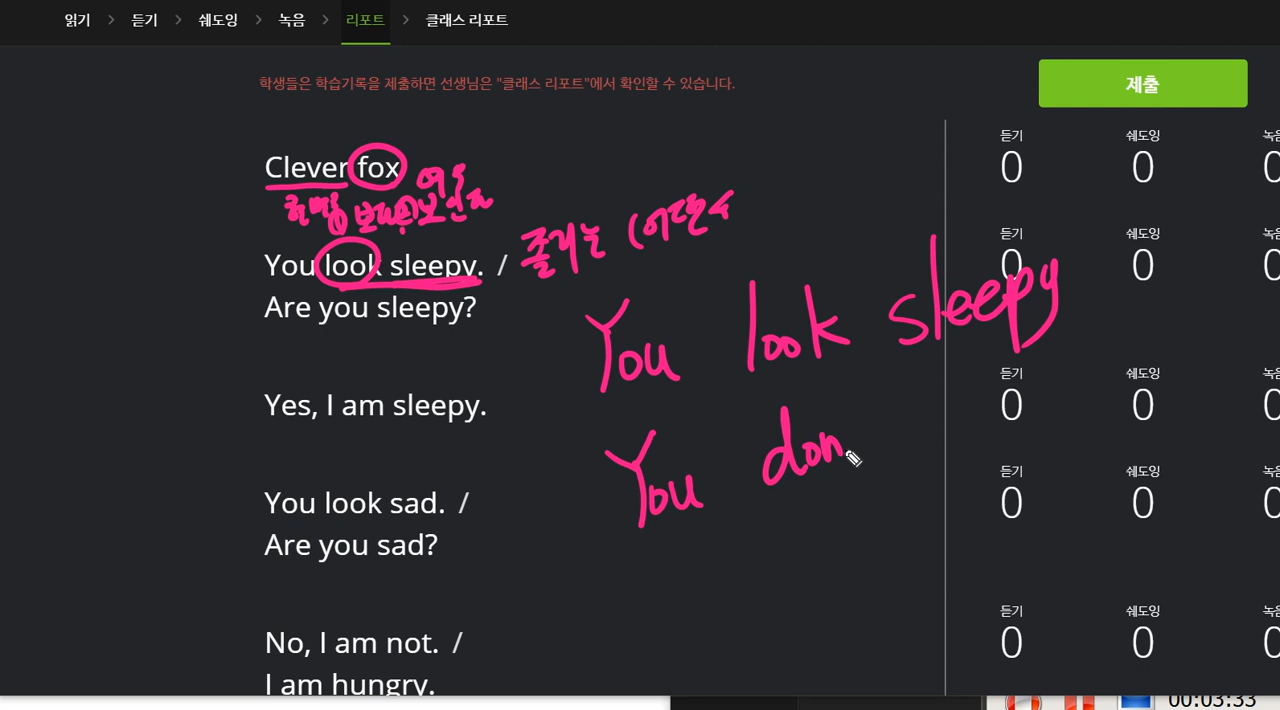 읽기 > 듣기 > 쉐도잉 > 녹음 > 리포트 > 클래스 리포트
학생들은 학습기록을 제출하면 선생님은 "클래스 리포트"에서 확인할 수 있습니다.
제출
듣기 쉐도잉
Clever fox
0 0
여우
You look sleepy. /
Are you sleepy?
듣기 쉐도잉
0 0
졸리는
You look sleepy
Yes, I am sleepy.
듣기 쉐도잉
0 0
You don
You look sad. /
Are you sad?
듣기 쉐도잉
0 0
No, I am not. /
I am hungry.
듣기 쉐도잉
0 0
00:03:33